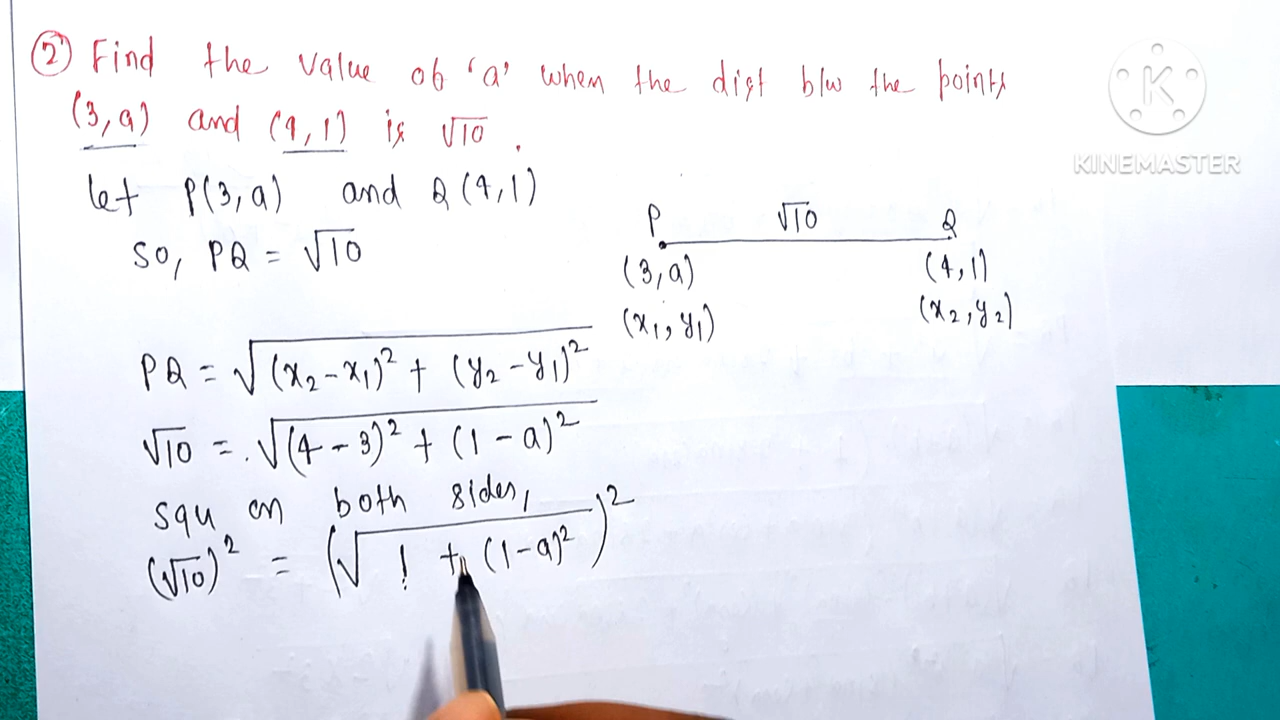 ② Find the value of 'a' when the dist b/w the points
(3,a) and (4,1) is √10.
let P(3,a) and Q(4,1)
so, PQ = √10
P √10 Q
(3,a) (4,1)
(x₁, y₁) (x₂, y₂)
PQ = √((x₂-x₁)² + (y₂-y₁)²)
√10 = √((4-3)² + (1-a)²)
squ on both sides,
(√10)² = (√(1 + (1-a)²))²
K
KINEMASTER